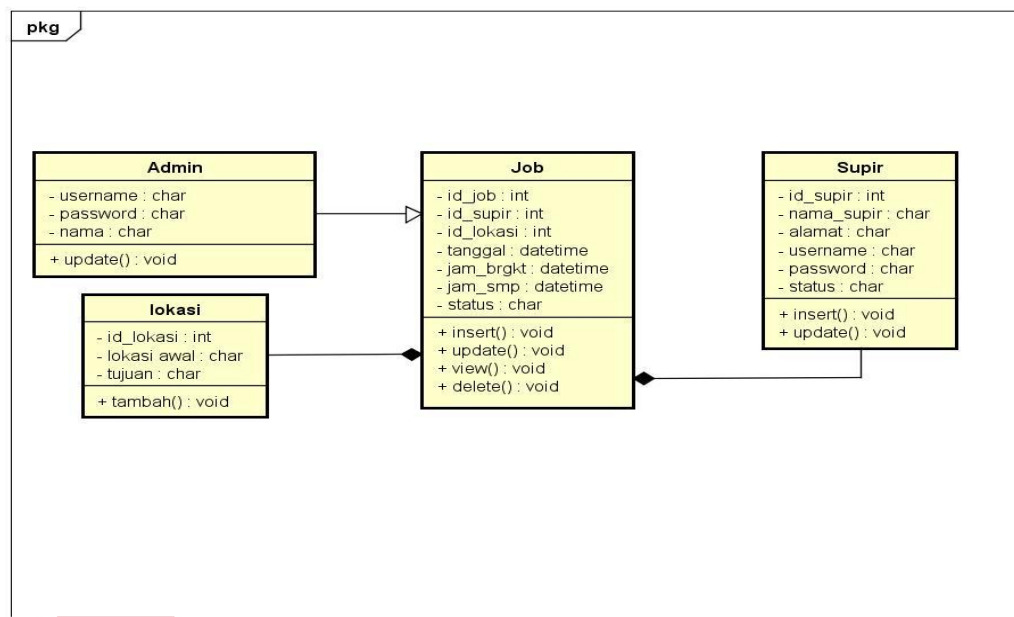 pkg
Admin
- username : char
- password : char
- nama : char
+ update() : void
lokasi
- id_lokasi : int
- lokasi awal : char
- tujuan : char
+ tambah() : void
Job
- id_job : int
- id_supir : int
- id_lokasi : int
- tanggal : datetime
- jam_brgkt : datetime
- jam_smp : datetime
- status : char
+ insert() : void
+ update() : void
+ view() : void
+ delete() : void
Supir
- id_supir : int
- nama_supir : char
- alamat : char
- username : char
- password : char
- status : char
+ insert() : void
+ update() : void